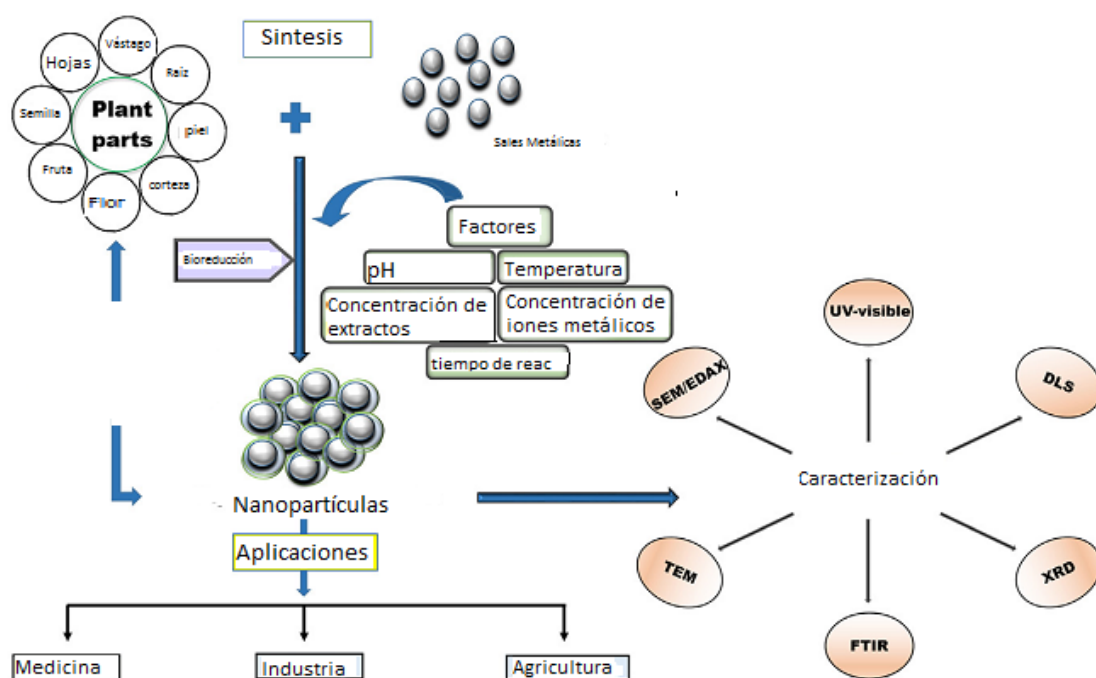 Sintesis
Vástago
Hojas
Raiz
Plant
parts
Semilla
piel
Fruta
corteza
Flor
Sales Metálicas
Factores
Bioreducción
pH
Temperatura
Concentración de
extractos
Concentración de
iones metálicos
tiempo de reac
Nanopartículas
Aplicaciones
Medicina
Industria
Agricultura
UV-visible
SEM/EDAX
DLS
Caracterización
TEM
XRD
FTIR